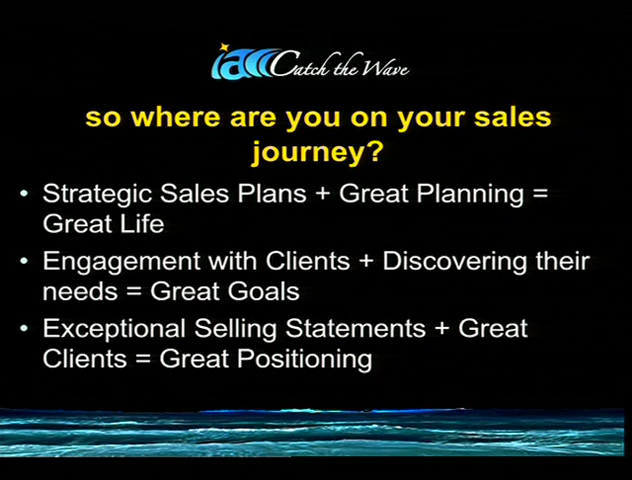 iacc Catch the Wave
so where are you on your sales
journey?
• Strategic Sales Plans + Great Planning =
Great Life
• Engagement with Clients + Discovering their
needs = Great Goals
• Exceptional Selling Statements + Great
Clients = Great Positioning